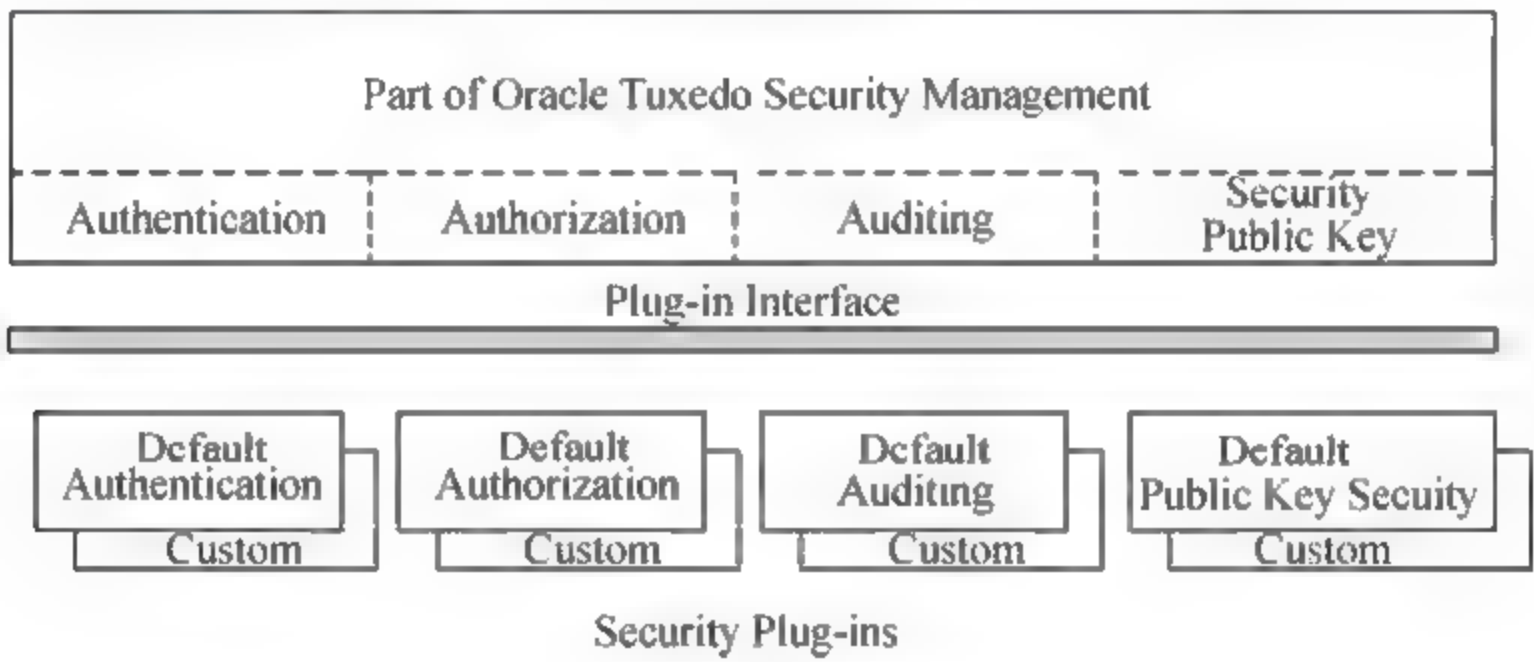 Part of Oracle Tuxedo Security Management
Authentication
Authorization
Auditing
Security
Public Key
Plug-in Interface
Default
Authentication
Custom
Default
Authorization
Custom
Default
Auditing
Custom
Default
Public Key Secuity
Custom
Security Plug-ins